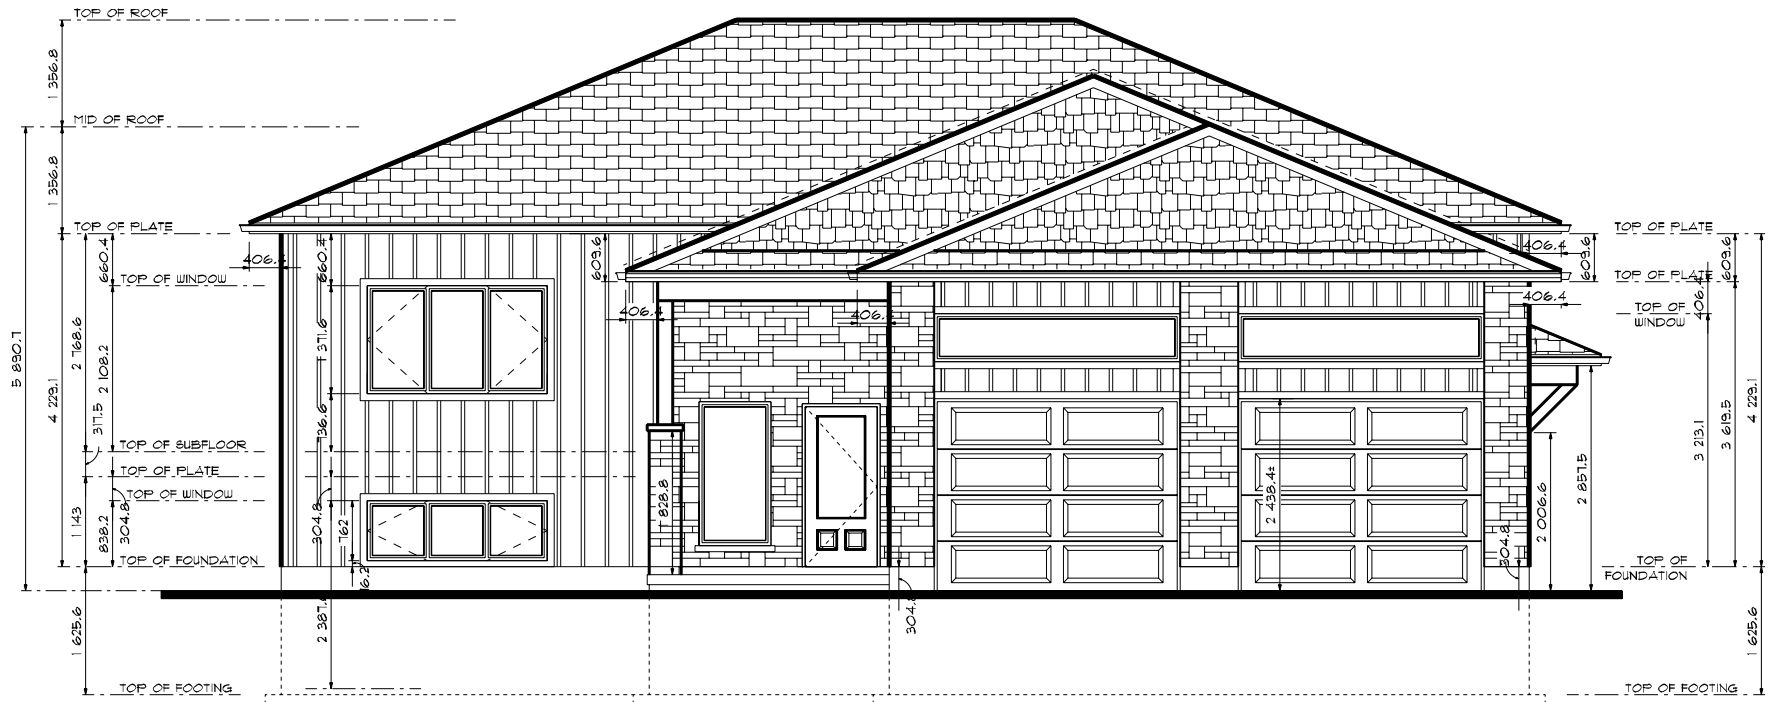 TOP OF ROOF
1 356.8
MID OF ROOF
1 356.8
5 890.7
TOP OF PLATE
4 229.1
2 768.6
660.4
TOP OF WINDOW
2 108.2
317.5
TOP OF SUBFLOOR
TOP OF PLATE
TOP OF WINDOW
1 143
838.2
304.8
TOP OF FOUNDATION
1 625.6
TOP OF FOOTING
406.4
660.4
1 371.6
736.6
304.8
762
2 387.6
609.6
406.4
406.4
1 828.8
304.8
2 438.4±
406.4
609.6
406.4
304.8
2 006.6
2 857.5
TOP OF PLATE
TOP OF PLATE
TOP OF
WINDOW
406.4
609.6
3 213.1
3 619.5
4 229.1
TOP OF
FOUNDATION
1 625.6
TOP OF FOOTING